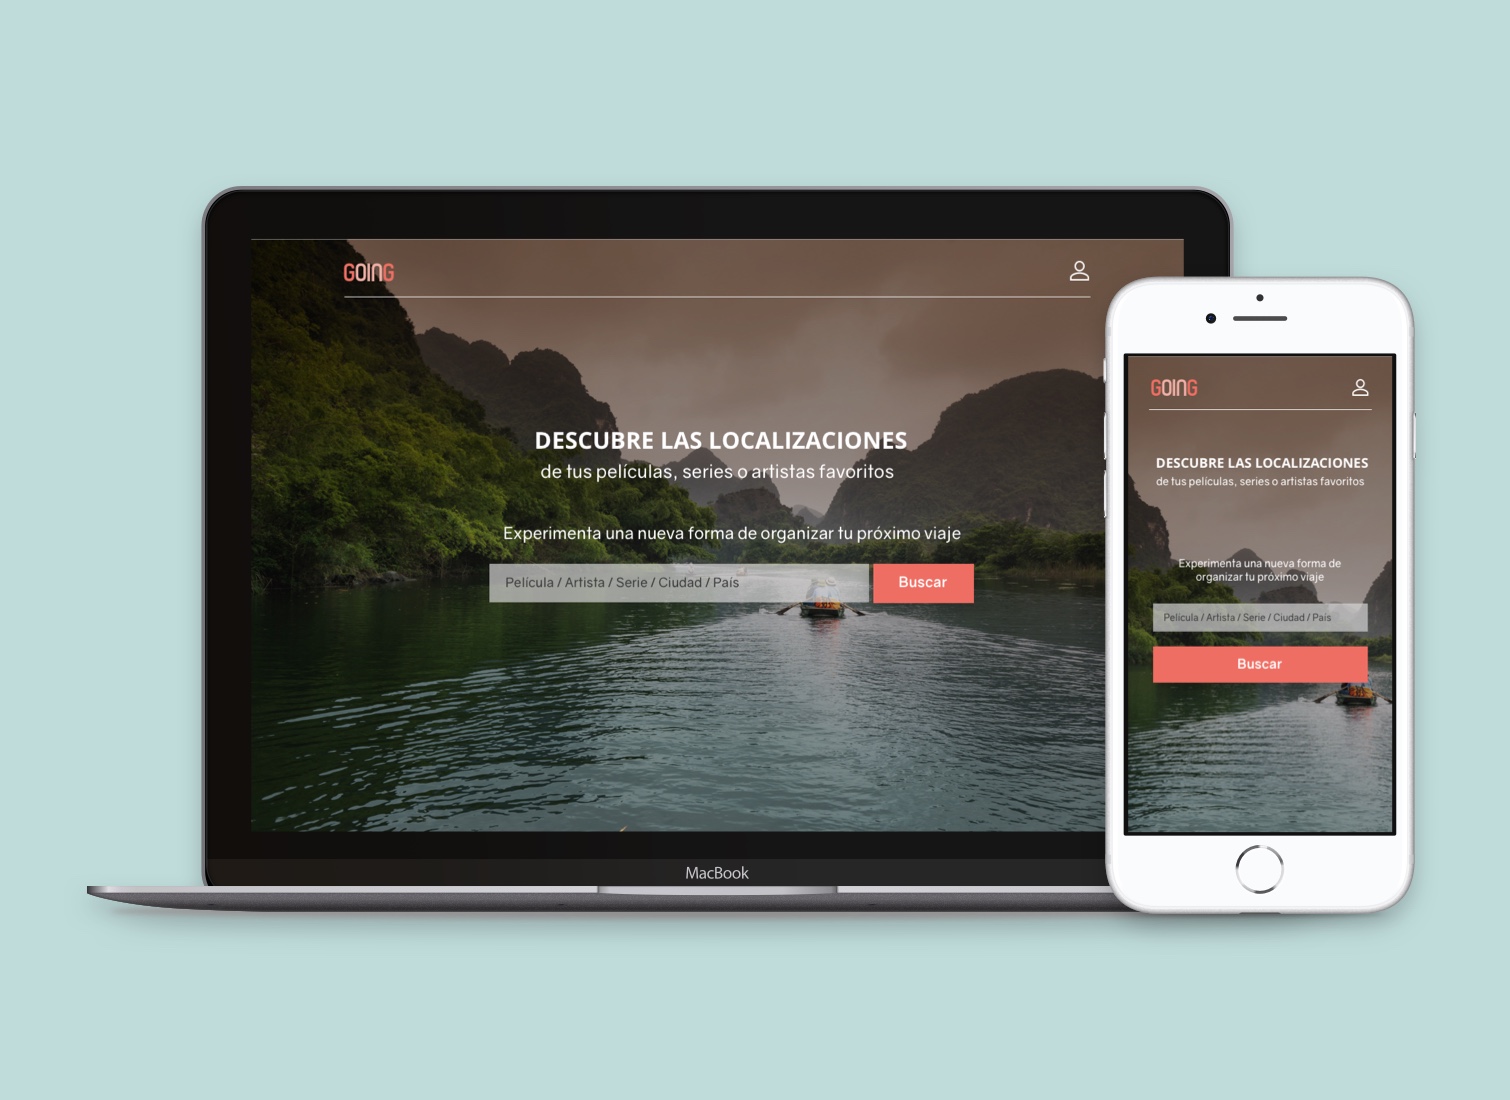 GOING
DESCUBRE LAS LOCALIZACIONES
de tus películas, series o artistas favoritos
Experimenta una nueva forma de organizar tu próximo viaje
Película / Artista / Serie / Ciudad / País
Buscar
MacBook
GOING
DESCUBRE LAS LOCALIZACIONES
de tus películas, series o artistas favoritos
Experimenta una nueva forma de
organizar tu próximo viaje
Película / Artista / Serie / Ciudad / País
Buscar